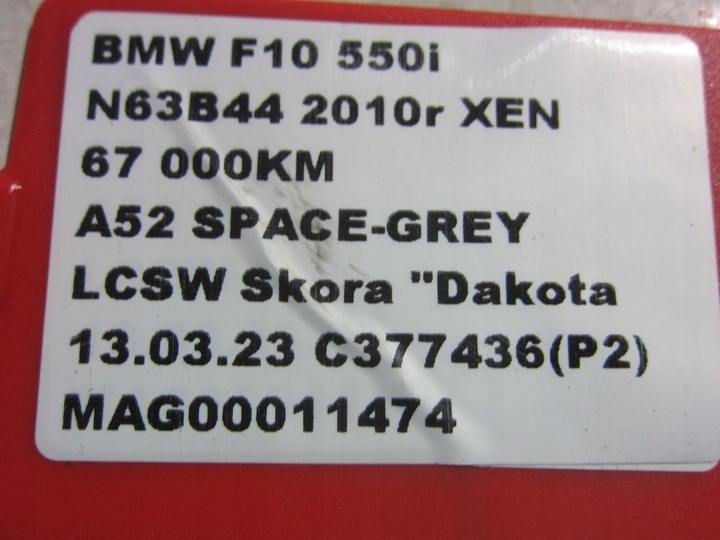 BMW F10 550i
N63B44 2010r XEN
67 000KM
A52 SPACE-GREY
LCSW Skora "Dakota
13.03.23 C377436(P2)
MAG00011474